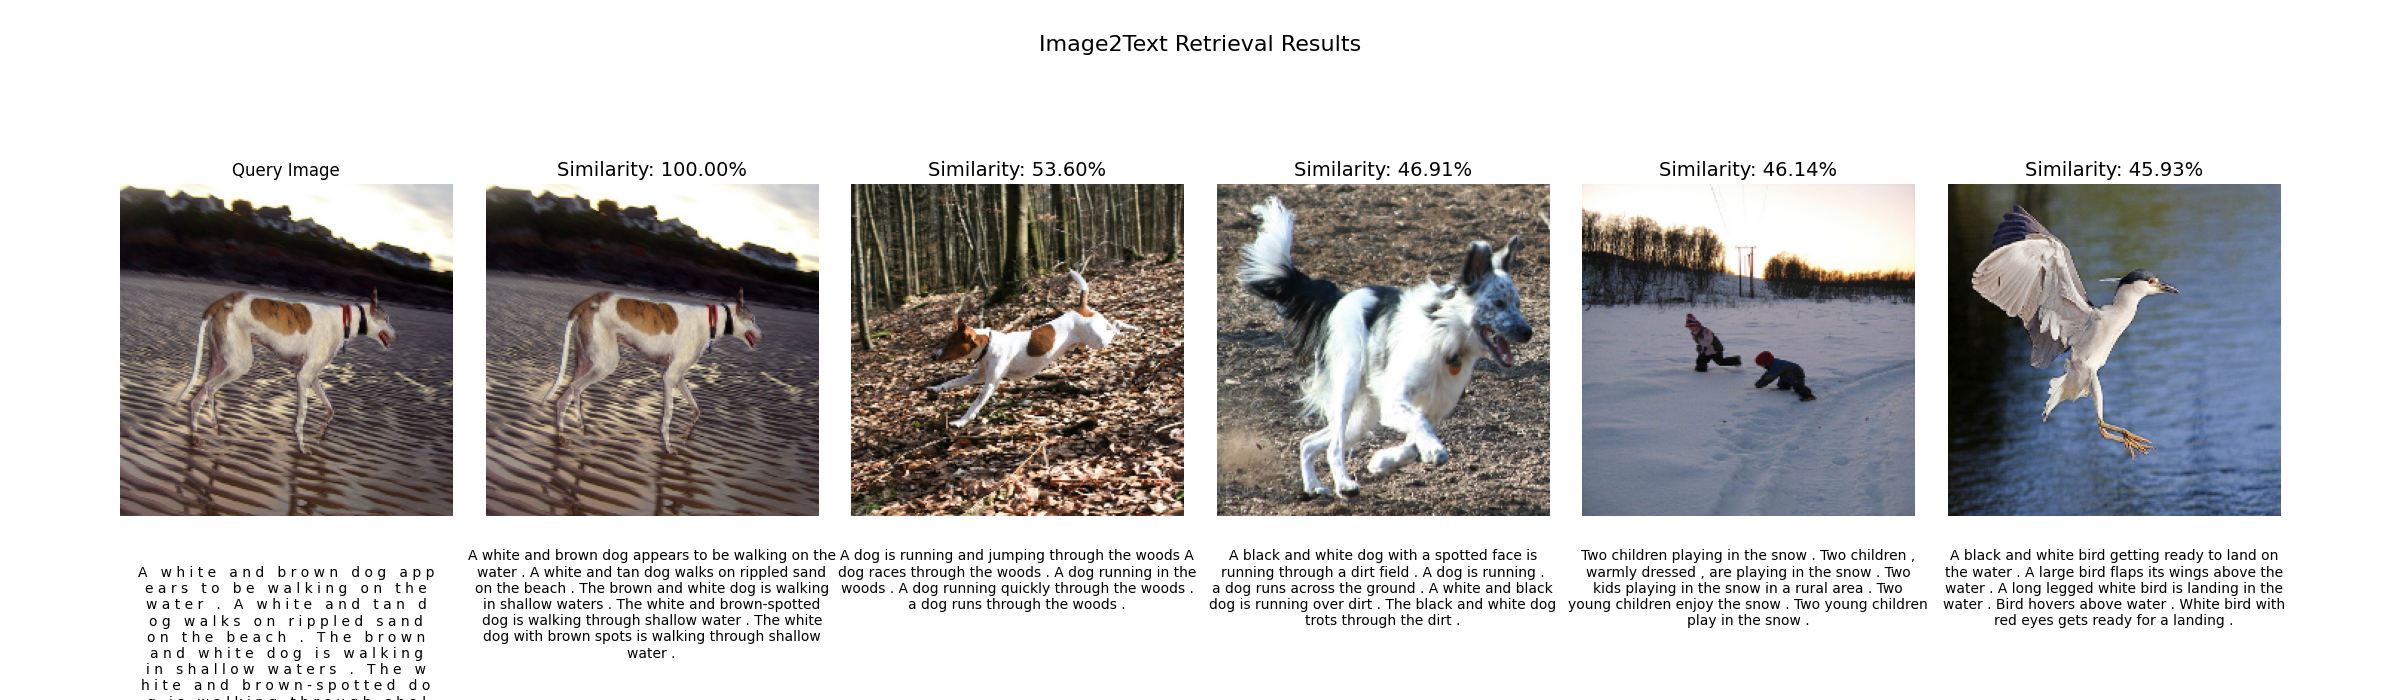 Image2Text Retrieval Results
Query Image
A white and brown dog app
ears to be walking on the
water . A white and tan d
og walks on rippled sand
on the beach . The brown
and white dog is walking
in shallow waters . The w
hite and brown-spotted do
Similarity: 100.00%
A white and brown dog appears to be walking on the
water . A white and tan dog walks on rippled sand
on the beach . The brown and white dog is walking
in shallow waters . The white and brown-spotted
dog is walking through shallow water . The white
dog with brown spots is walking through shallow
water .
Similarity: 53.60%
A dog is running and jumping through the woods A
dog races through the woods . A dog running in the
woods . A dog running quickly through the woods .
a dog runs through the woods .
Similarity: 46.91%
A black and white dog with a spotted face is
running through a dirt field . A dog is running .
a dog runs across the ground . A white and black
dog is running over dirt . The black and white dog
trots through the dirt .
Similarity: 46.14%
Two children playing in the snow . Two children ,
warmly dressed , are playing in the snow . Two
kids playing in the snow in a rural area . Two
young children enjoy the snow . Two young children
play in the snow .
Similarity: 45.93%
A black and white bird getting ready to land on
the water . A large bird flaps its wings above the
water . A long legged white bird is landing in the
water . Bird hovers above water . White bird with
red eyes gets ready for a landing .